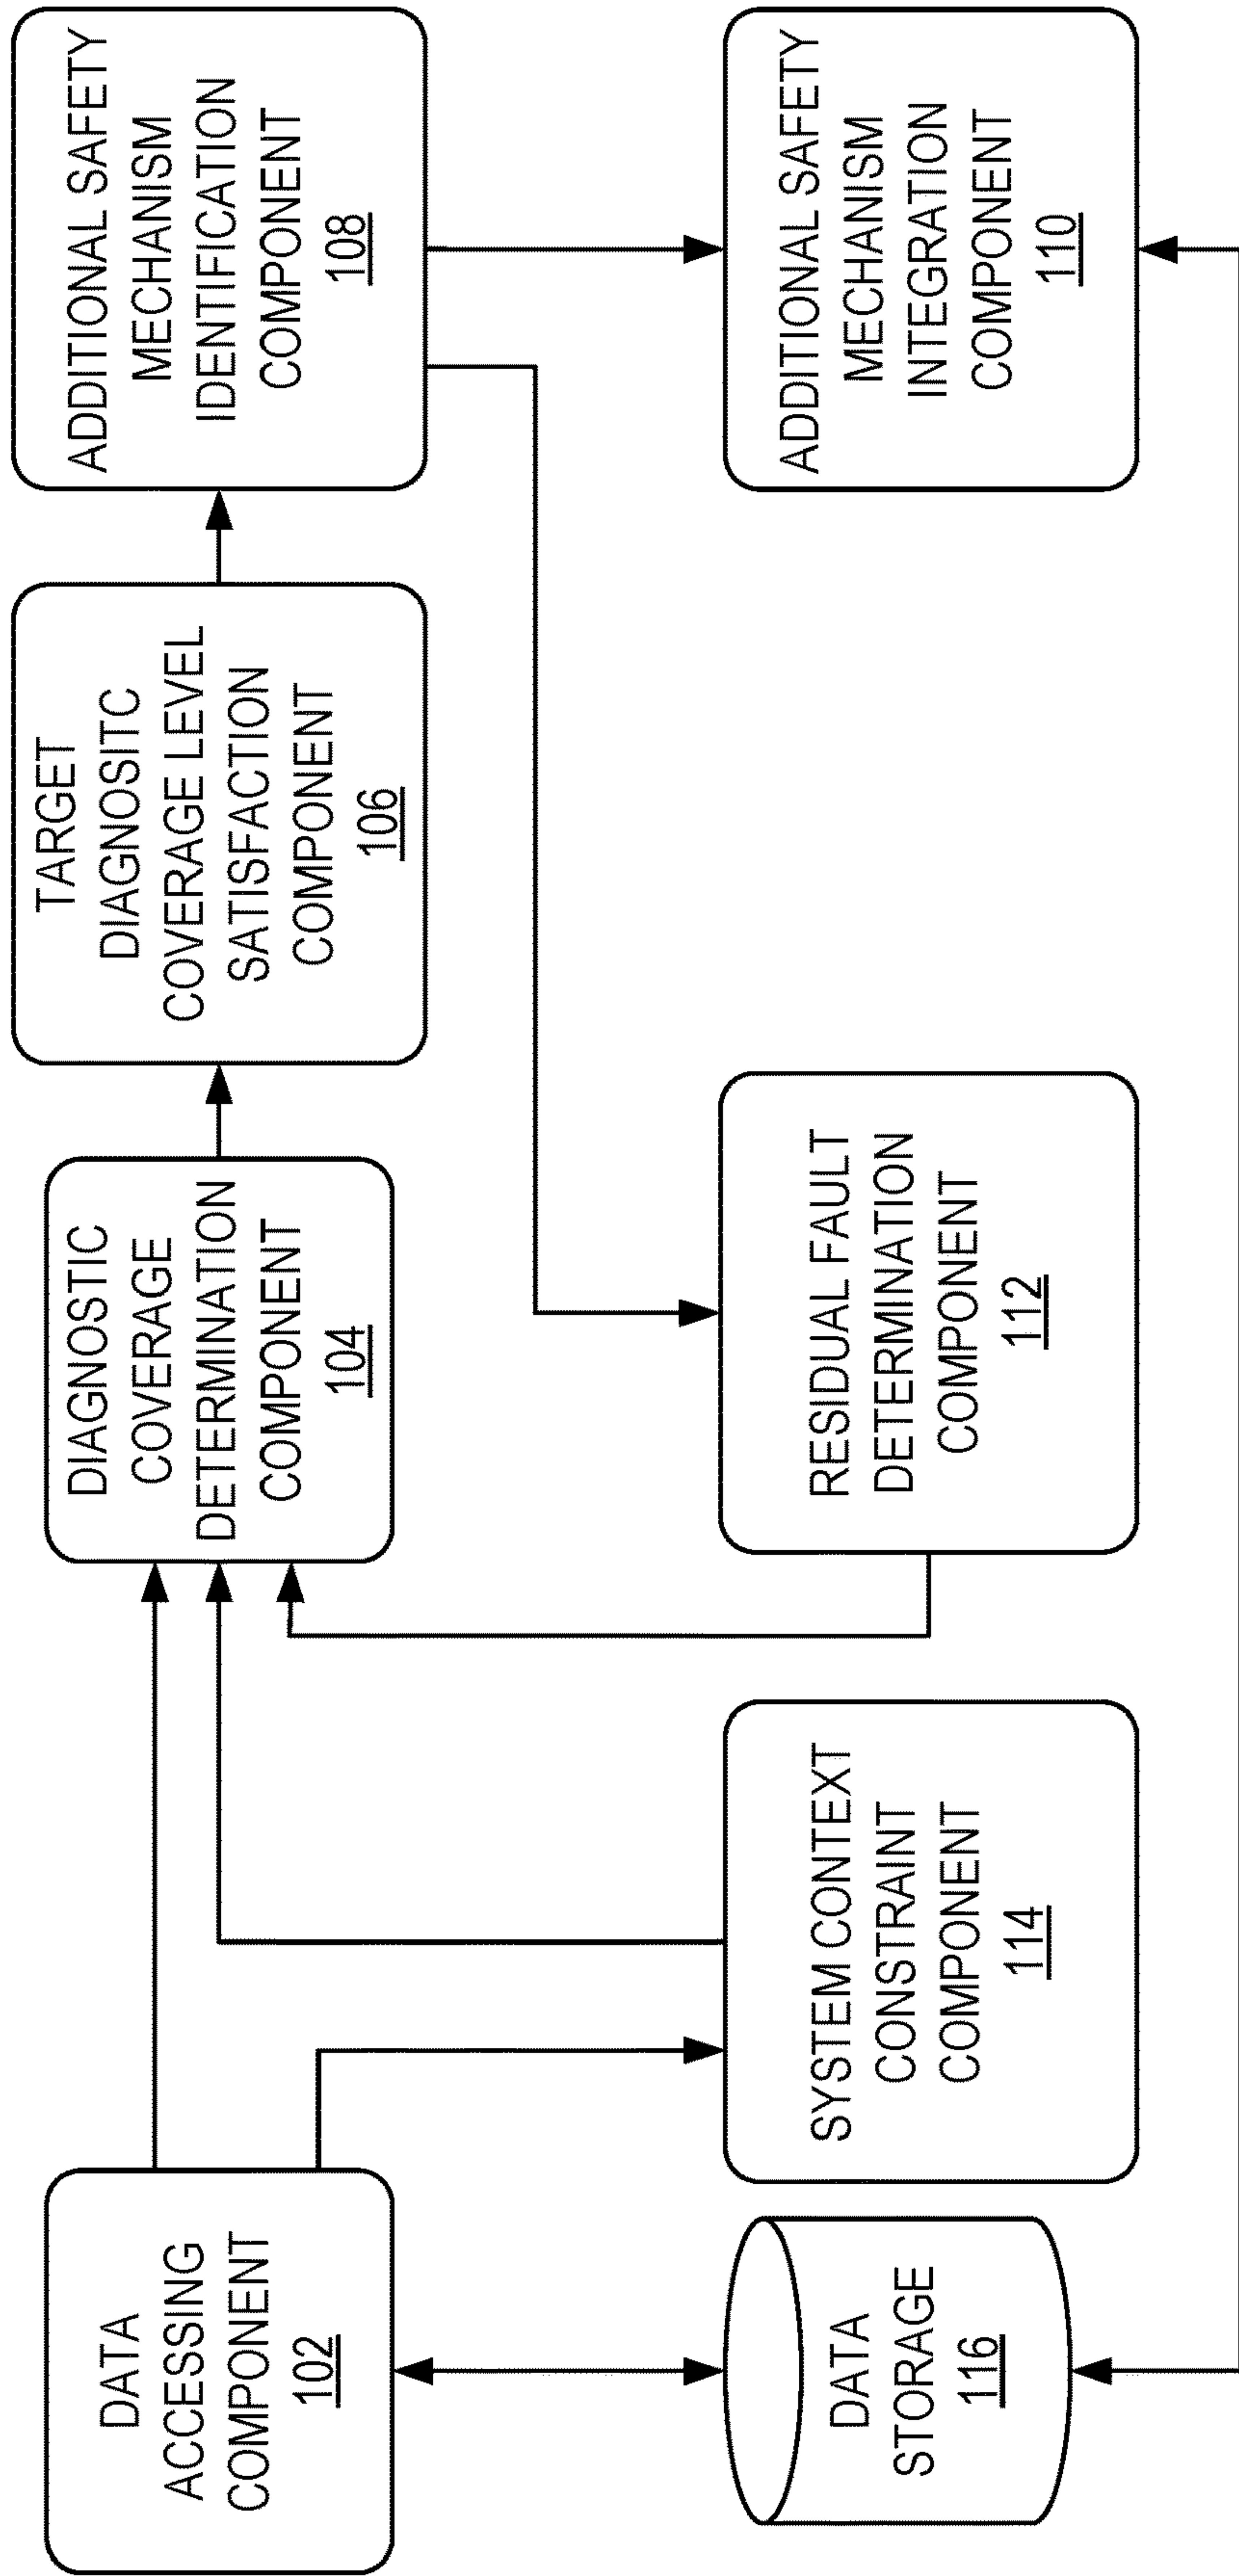 DATA
ACCESSING
COMPONENT
102
DIAGNOSTIC
COVERAGE
DETERMINATION
COMPONENT
104
TARGET
DIAGNOSITC
COVERAGE LEVEL
SATISFACTION
COMPONENT
106
ADDITIONAL SAFETY
MECHANISM
IDENTIFICATION
COMPONENT
108
DATA
STORAGE
116
SYSTEM CONTEXT
CONSTRAINT
COMPONENT
114
RESIDUAL FAULT
DETERMINATION
COMPONENT
112
ADDITIONAL SAFETY
MECHANISM
INTEGRATION
COMPONENT
110